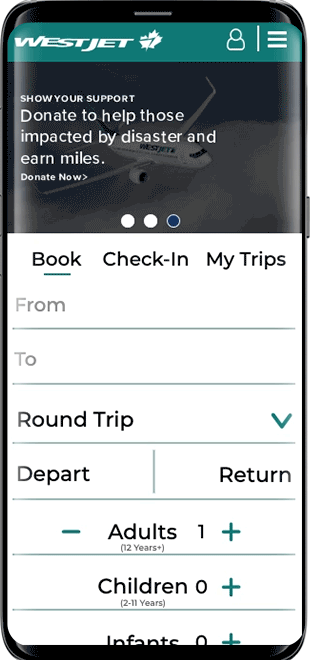 WESTJET
SHOW YOUR SUPPORT
Donate to help those
impacted by disaster and
earn miles.
Donate Now>
WESTJET
Book Check-In My Trips
From
To
Round Trip
Depart Return
Adults 1
(12 Years+)
Children 0
(2-11 Years)
Infants 0